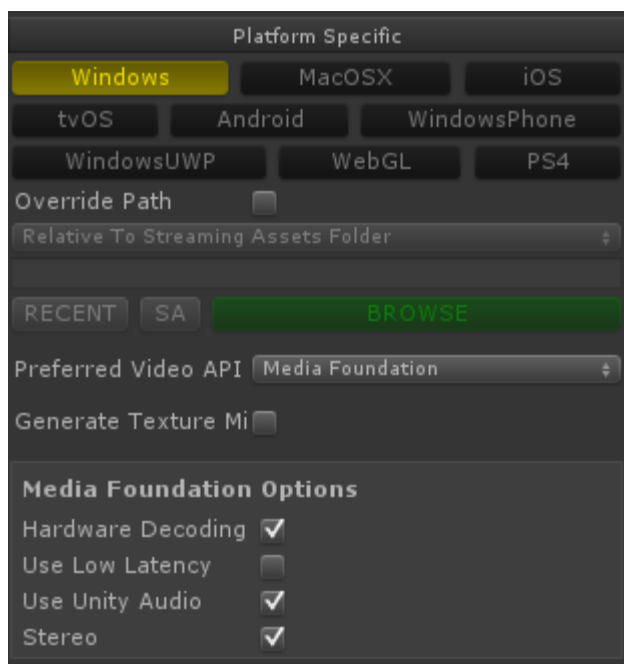 Platform Specific
Windows MacOSX iOS
tvOS Android WindowsPhone
WindowsUWP WebGL PS4
Override Path
Relative To Streaming Assets Folder
RECENT SA BROWSE
Preferred Video API Media Foundation
Generate Texture Mi
Media Foundation Options
Hardware Decoding
Use Low Latency
Use Unity Audio
Stereo